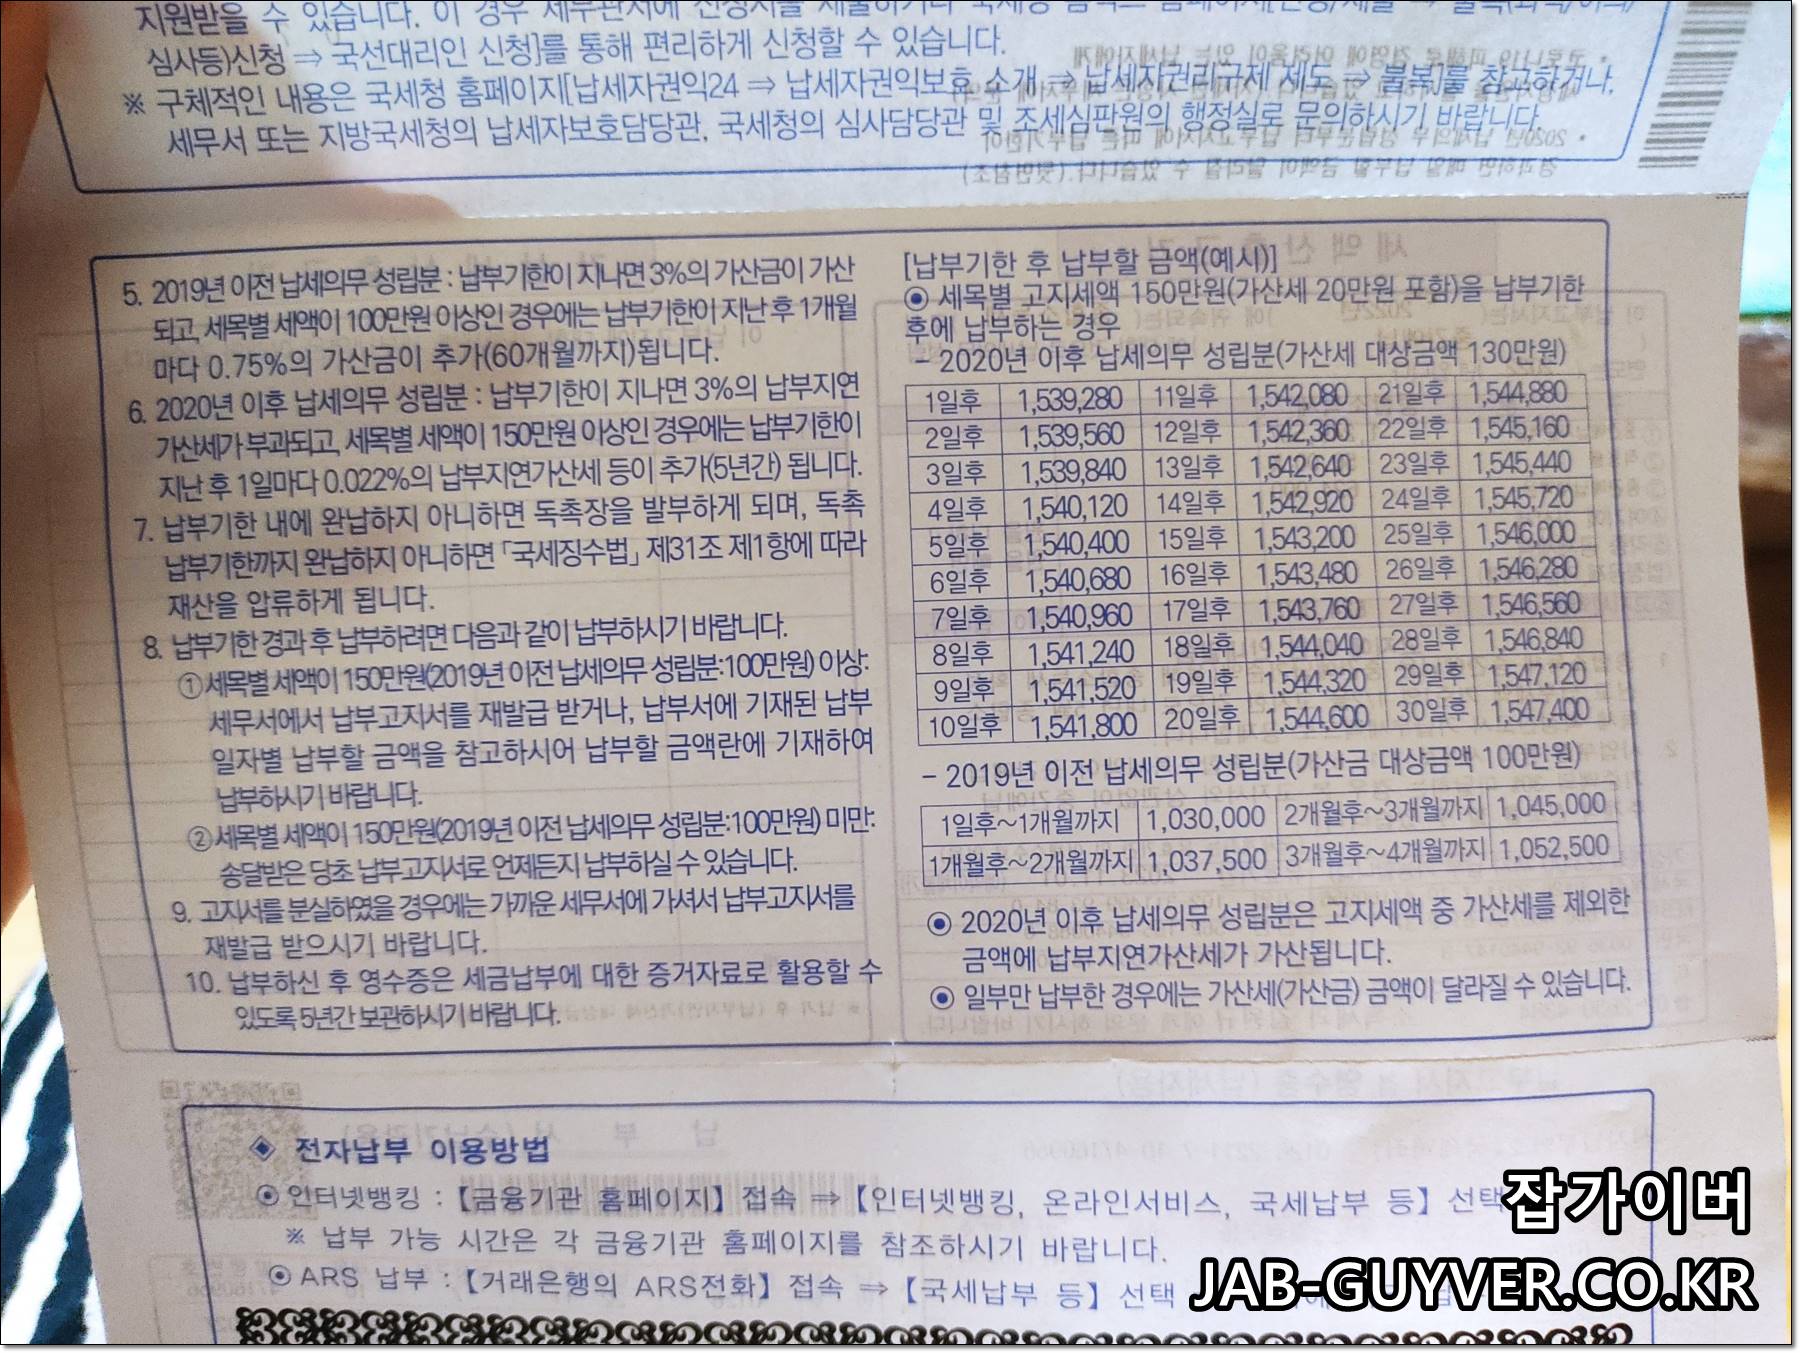 지원받을 수 있습니다. 이 경우 세무관서에
심사등)신청 ⇒ 국선대리인 신청]를 통해 편리하게 신청할 수 있습니다.
※ 구체적인 내용은 국세청 홈페이지[납세자권익24 ⇒ 납세자권익보호 소개 ⇒ 납세자권리구제 제도 ⇒ 불복]를 참고하거나,
세무서 또는 지방국세청의 납세자보호담당관, 국세청의 심사담당관 및 조세심판원의 행정실로 문의하시기 바랍니다.
5. 2019년 이전 납세의무 성립분 : 납부기한이 지나면 3%의 가산금이 가산
되고, 세목별 세액이 100만원 이상인 경우에는 납부기한이 지난 후 1개월
마다 0.75%의 가산금이 추가(60개월까지)됩니다.
6. 2020년 이후 납세의무 성립분 : 납부기한이 지나면 3%의 납부지연
가산세가 부과되고, 세목별 세액이 150만원 이상인 경우에는 납부기한이
지난 후 1일마다 0.022%의 납부지연가산세 등이 추가(5년간) 됩니다.
7. 납부기한 내에 완납하지 아니하면 독촉장을 발부하게 되며, 독촉
납부기한까지 완납하지 아니하면 「국세징수법」 제31조 제1항에 따라
재산을 압류하게 됩니다.
8. 납부기한 경과 후 납부하려면 다음과 같이 납부하시기 바랍니다.
① 세목별 세액이 150만원(2019년 이전 납세의무 성립분:100만원) 이상:
세무서에서 납부고지서를 재발급 받거나, 납부서에 기재된 납부
일자별 납부할 금액을 참고하시어 납부할 금액란에 기재하여
납부하시기 바랍니다.
② 세목별 세액이 150만원(2019년 이전 납세의무 성립분:100만원) 미만:
송달받은 당초 납부고지서로 언제든지 납부하실 수 있습니다.
9. 고지서를 분실하였을 경우에는 가까운 세무서에 가셔서 납부고지서를
재발급 받으시기 바랍니다.
10. 납부하신 후 영수증은 세금납부에 대한 증거자료로 활용할 수
있도록 5년간 보관하시기 바랍니다.
[납부기한 후 납부할 금액(예시)]
◉ 세목별 고지세액 150만원(가산세 20만원 포함)을 납부기한
후에 납부하는 경우
- 2020년 이후 납세의무 성립분(가산세 대상금액 130만원)
1일후 1,539,280 11일후 1,542,080 21일후 1,544,880
2일후 1,539,560 12일후 1,542,360 22일후 1,545,160
3일후 1,539,840 13일후 1,542,640 23일후 1,545,440
4일후 1,540,120 14일후 1,542,920 24일후 1,545,720
5일후 1,540,400 15일후 1,543,200 25일후 1,546,000
6일후 1,540,680 16일후 1,543,480 26일후 1,546,280
7일후 1,540,960 17일후 1,543,760 27일후 1,546,560
8일후 1,541,240 18일후 1,544,040 28일후 1,546,840
9일후 1,541,520 19일후 1,544,320 29일후 1,547,120
10일후 1,541,800 20일후 1,544,600 30일후 1,547,400
- 2019년 이전 납세의무 성립분(가산금 대상금액 100만원)
1일후~1개월까지 1,030,000 2개월후~3개월까지 1,045,000
1개월후~2개월까지 1,037,500 3개월후~4개월까지 1,052,500
◉ 2020년 이후 납세의무 성립분은 고지세액 중 가산세를 제외한
금액에 납부지연가산세가 가산됩니다.
◉ 일부만 납부한 경우에는 가산세(가산금) 금액이 달라질 수 있습니다.
◈ 전자납부 이용방법
◉ 인터넷뱅킹 : 【금융기관 홈페이지】 접속 ⇒ 【인터넷뱅킹, 온라인서비스, 국세납부 등】 선택
※ 납부 가능 시간은 각 금융기관 홈페이지를 참조하시기 바랍니다.
◉ ARS 납부 : 【거래은행의 ARS전화】 접속 ⇒ 【국세납부 등】 선택
잡가이버
JAB-GUYVER.CO.KR